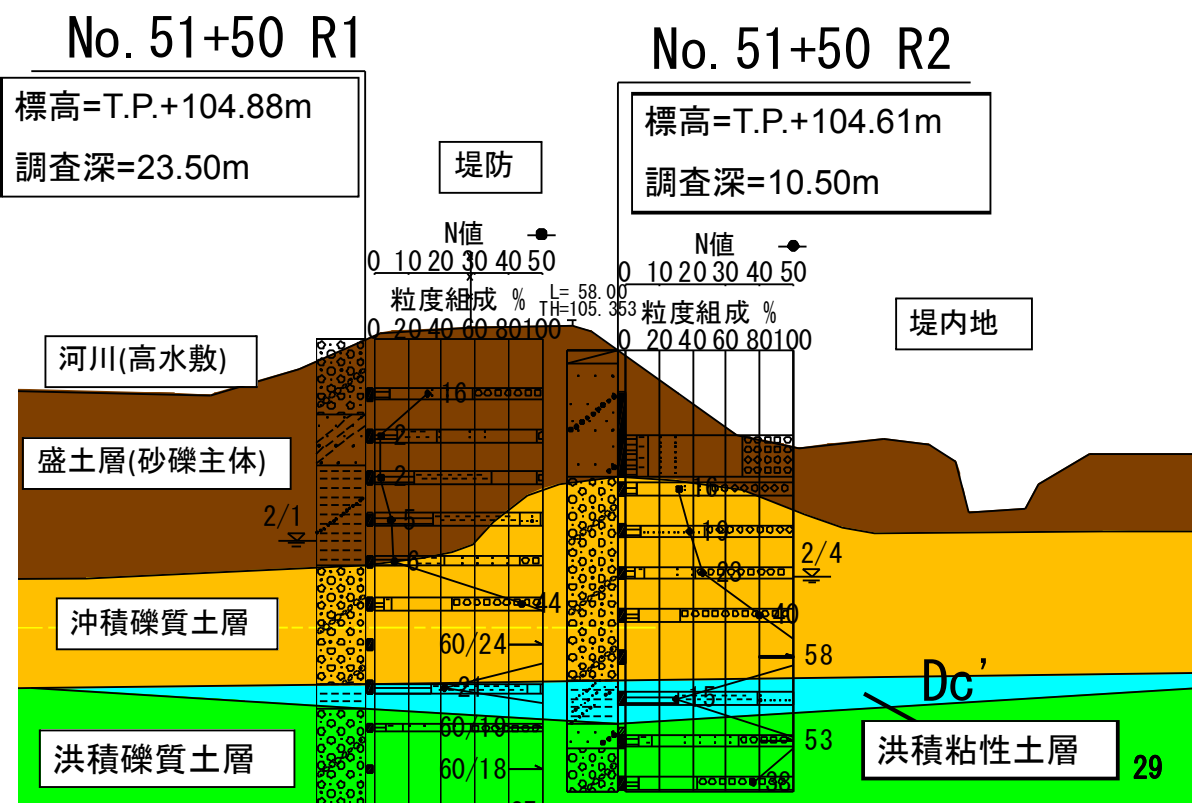 No.51+50 R1
標高=T.P.+104.88m
調査深=23.50m
No.51+50 R2
標高=T.P.+104.61m
調査深=10.50m
堤防
N値
0 10 20 30 40 50
粒度組成 %
0 20 40 60 80100
L= 58.00
TH=105.353
N値
0 10 20 30 40 50
粒度組成 %
0 20 40 60 80100
堤内地
河川(高水敷)
盛土層(砂礫主体)
2/1
沖積礫質土層
洪積礫質土層
16
2
2
5
6
44
60/24
21
60/19
60/18
16
19
23
40
58
15
53
38
2/4
Dc'
洪積粘性土層
29